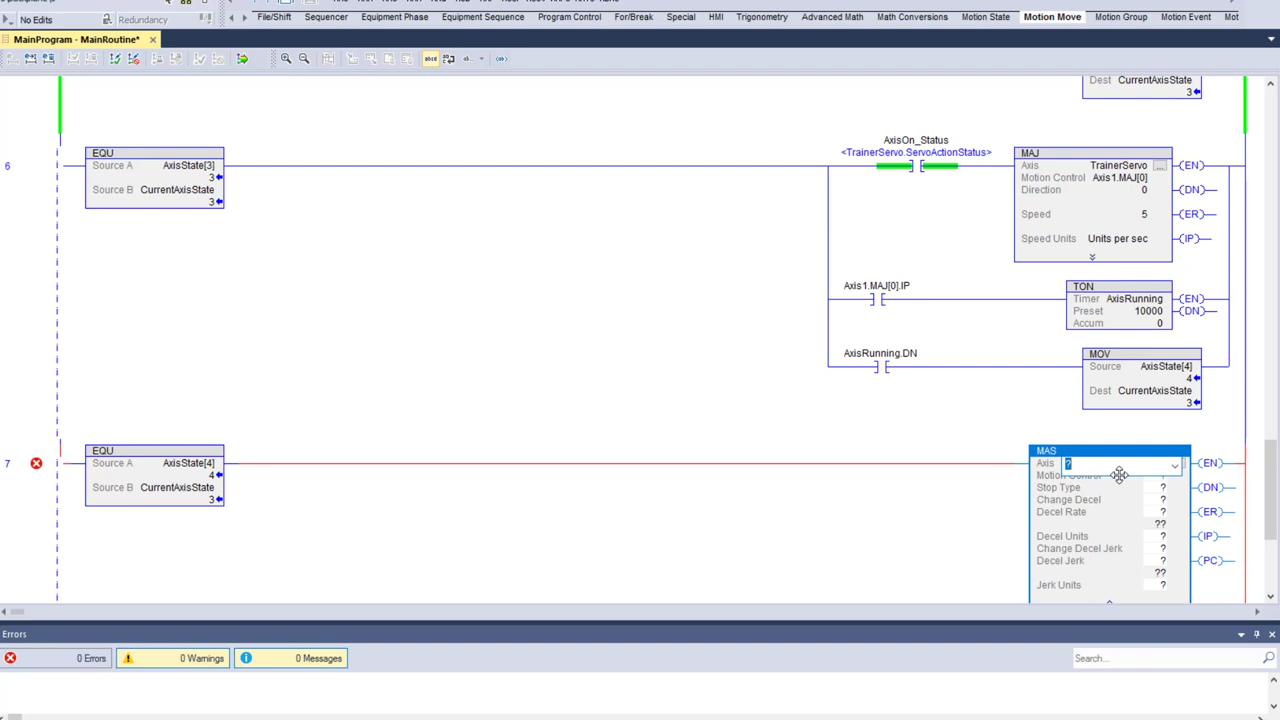 No Edits
Redundancy
File/Shift Sequencer Equipment Phase Equipment Sequence Program Control For/Break Special HMI Trigonometry Advanced Math Math Conversions Motion State Motion Move Motion Group Motion Event Mot
MainProgram - MainRoutine*
Dest CurrentAxisState
3
6
EQU
Source A AxisState[3]
3
Source B CurrentAxisState
3
AxisOn_Status
<TrainerServo.ServoActionStatus>
MAJ
Axis TrainerServo ...
Motion Control Axis1.MAJ[0]
Direction 0
Speed 5
Speed Units Units per sec
(EN)
(DN)
(ER)
(IP)
Axis1.MAJ[0].IP
TON
Timer AxisRunning
Preset 10000
Accum 0
(EN)
(DN)
AxisRunning.DN
MOV
Source AxisState[4]
4
Dest CurrentAxisState
3
7
EQU
Source A AxisState[4]
4
Source B CurrentAxisState
3
MAS
Axis ?
Stop Type ?
Change Decel ?
Decel Rate ?
??
Decel Units ?
Change Decel Jerk ?
Decel Jerk ?
??
Jerk Units ?
(EN)
(DN)
(ER)
(IP)
(PC)
Errors
0 Errors
0 Warnings
0 Messages
Search...